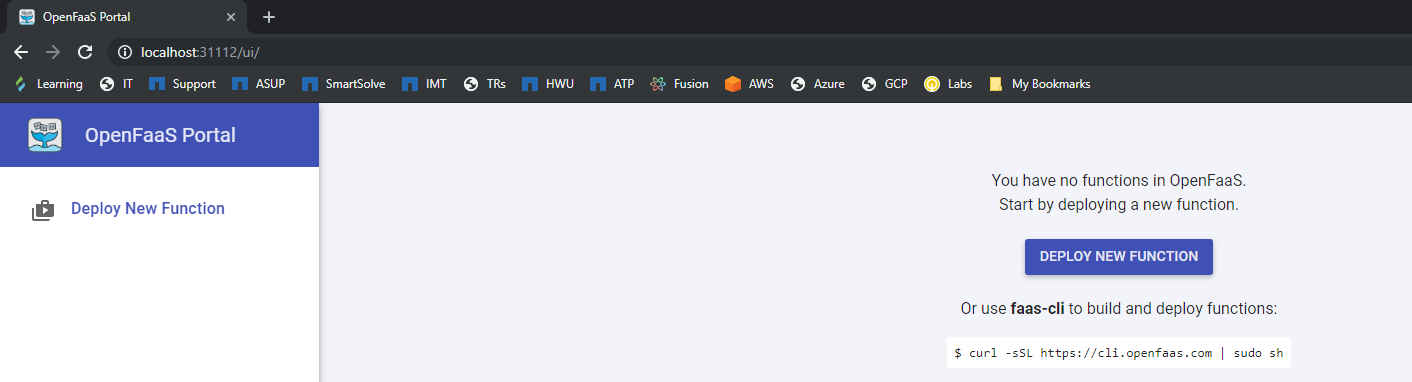 OpenFaaS Portal
localhost:31112/ui/
Learning IT Support ASUP SmartSolve IMT TRs HWU ATP Fusion AWS Azure GCP Labs My Bookmarks
OpenFaaS Portal
Deploy New Function
You have no functions in OpenFaaS.
Start by deploying a new function.
DEPLOY NEW FUNCTION
Or use faas-cli to build and deploy functions:
$ curl -sSL https://cli.openfaas.com | sudo sh